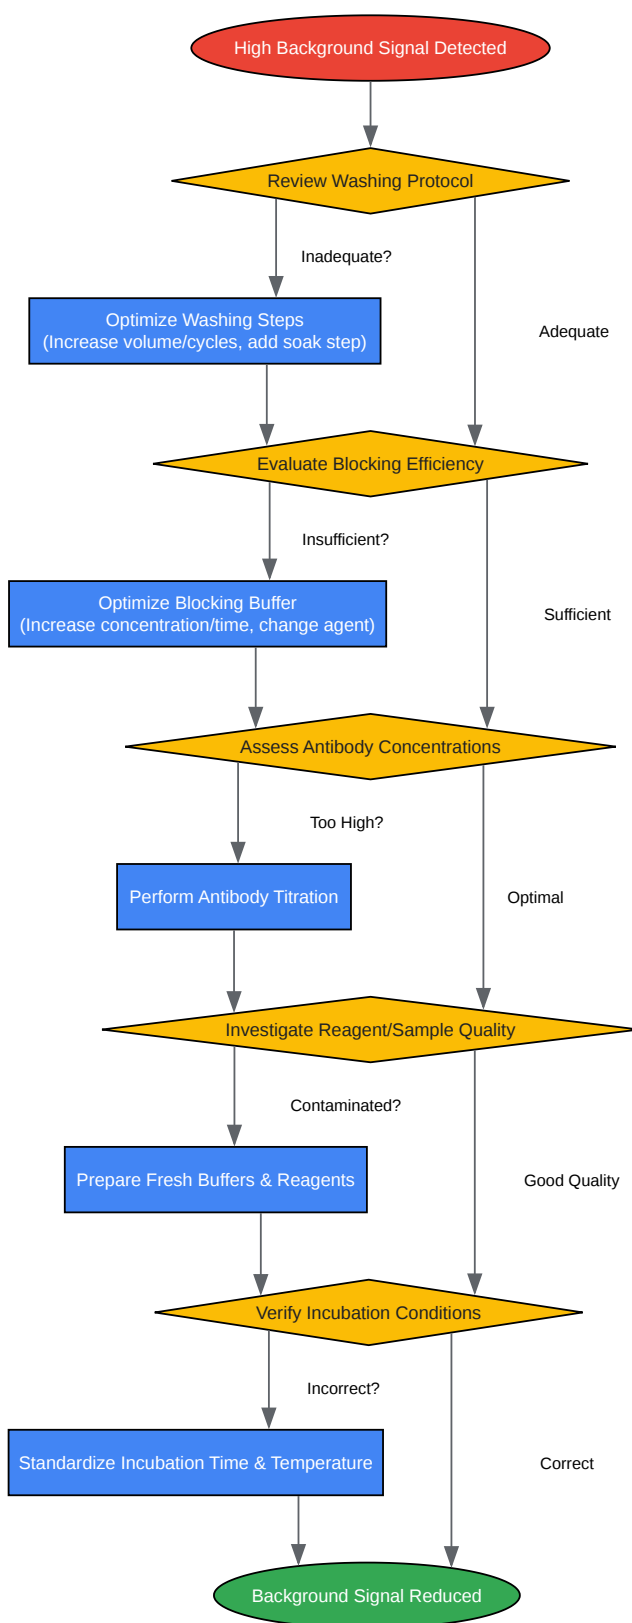 High Background Signal Detected
Review Washing Protocol
Inadequate?
Optimize Washing Steps
(Increase volume/cycles, add soak step)
Adequate
Evaluate Blocking Efficiency
Insufficient?
Optimize Blocking Buffer
(Increase concentration/time, change agent)
Sufficient
Assess Antibody Concentrations
Too High?
Perform Antibody Titration
Optimal
Investigate Reagent/Sample Quality
Contaminated?
Prepare Fresh Buffers & Reagents
Good Quality
Verify Incubation Conditions
Incorrect?
Standardize Incubation Time & Temperature
Correct
Background Signal Reduced